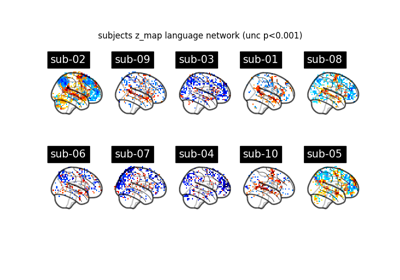 subjects z_map language network (unc p<0.001)
sub-02 sub-09 sub-03 sub-01 sub-08
sub-06 sub-07 sub-04 sub-10 sub-05